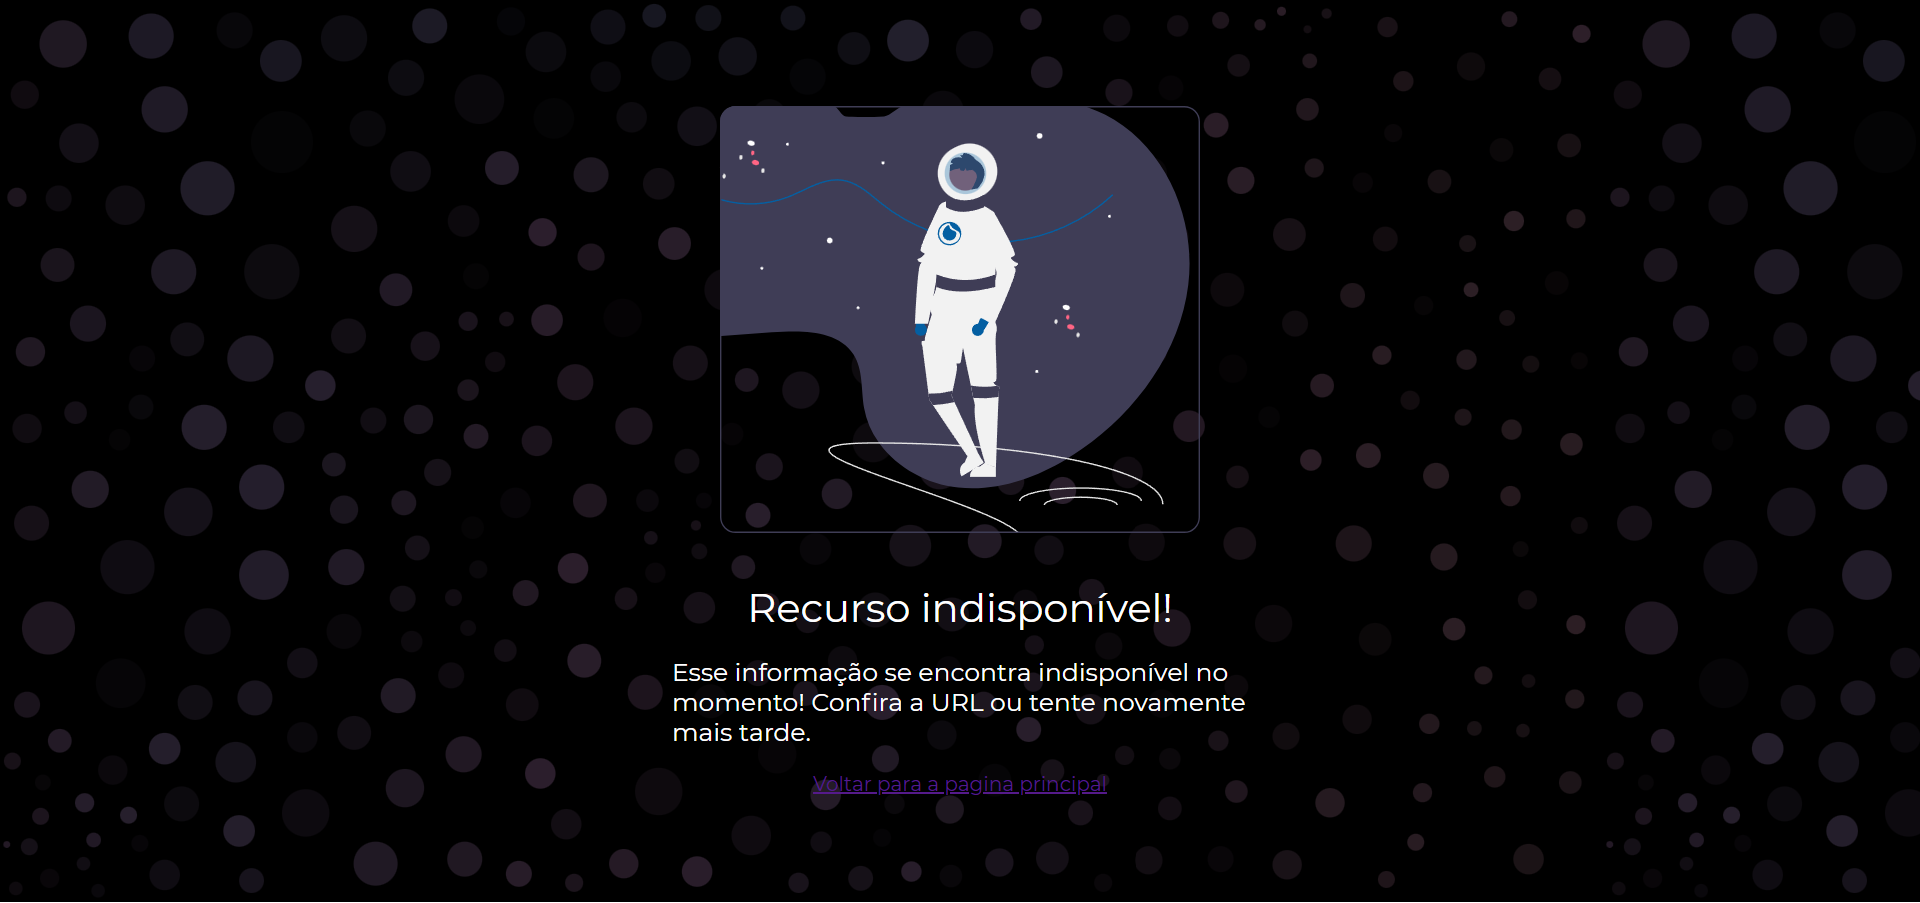 Recurso indisponível!
Esse informação se encontra indisponível no
momento! Confira a URL ou tente novamente
mais tarde.
Voltar para a pagina principal